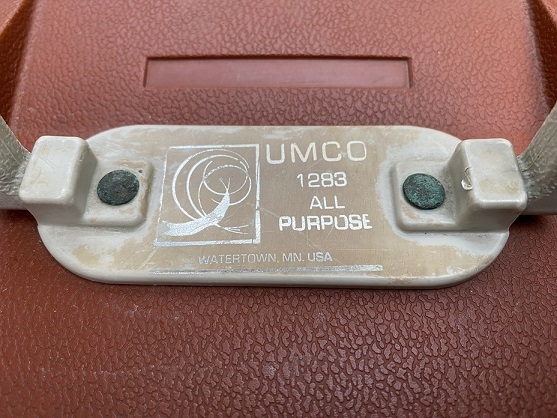 UMCO
1283
ALL
PURPOSE
WATERTOWN, MN. USA